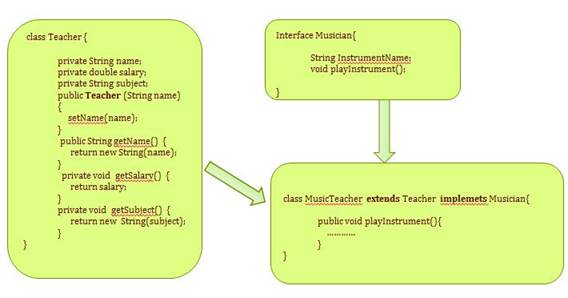 class Teacher {
private String name;
private double salary;
private String subject;
public Teacher (String name)
{
setName(name);
}
public String getName() {
return new String(name);
}
private void getSalary() {
return salary;
}
private void getSubject() {
return new String(subject);
}
}
Interface Musician{
String InstrumentName;
void playInstrument();
}
class MusicTeacher extends Teacher implemets Musician{
public void playInstrument(){
............
}
}